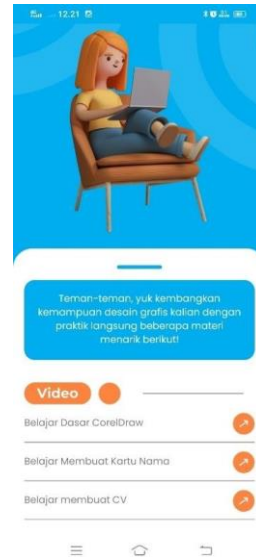 12.21
Teman-teman, yuk kembangkan
kemampuan desain grafis kalian dengan
praktik langsung beberapa materi
menarik berikut!
Video
Belajar Dasar CorelDraw
Belajar Membuat Kartu Nama
Belajar membuat CV